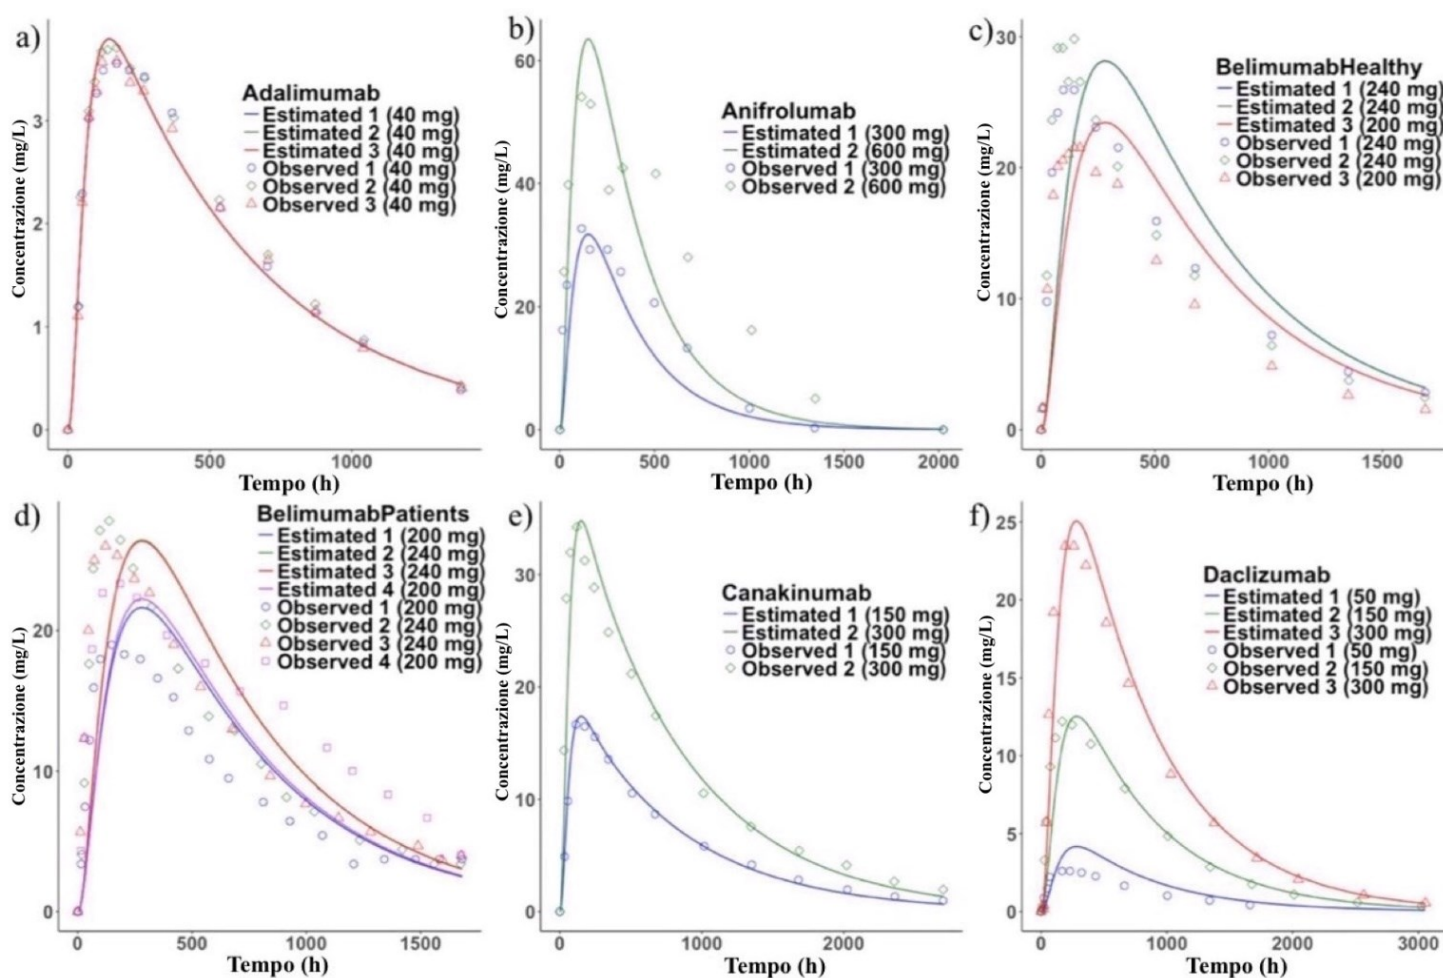 a)
Concentrazione (mg/L)
3
2
1
0
Adalimumab
Estimated 1 (40 mg)
Estimated 2 (40 mg)
Estimated 3 (40 mg)
Observed 1 (40 mg)
Observed 2 (40 mg)
Observed 3 (40 mg)
0 500 1000
Tempo (h)
b)
Concentrazione (mg/L)
60
40
20
0
Anifrolumab
Estimated 1 (300 mg)
Estimated 2 (600 mg)
Observed 1 (300 mg)
Observed 2 (600 mg)
0 500 1000 1500 2000
Tempo (h)
c)
Concentrazione (mg/L)
30
20
10
0
BelimumabHealthy
Estimated 1 (240 mg)
Estimated 2 (240 mg)
Estimated 3 (200 mg)
Observed 1 (240 mg)
Observed 2 (240 mg)
Observed 3 (200 mg)
0 500 1000 1500
Tempo (h)
d)
Concentrazione (mg/L)
20
10
0
BelimumabPatients
Estimated 1 (200 mg)
Estimated 2 (240 mg)
Estimated 3 (240 mg)
Estimated 4 (200 mg)
Observed 1 (200 mg)
Observed 2 (240 mg)
Observed 3 (240 mg)
Observed 4 (200 mg)
0 500 1000 1500
Tempo (h)
e)
Concentrazione (mg/L)
30
20
10
0
Canakinumab
Estimated 1 (150 mg)
Estimated 2 (300 mg)
Observed 1 (150 mg)
Observed 2 (300 mg)
0 1000 2000
Tempo (h)
f)
Concentrazione (mg/L)
25
20
15
10
5
0
Daclizumab
Estimated 1 (50 mg)
Estimated 2 (150 mg)
Estimated 3 (300 mg)
Observed 1 (50 mg)
Observed 2 (150 mg)
Observed 3 (300 mg)
0 1000 2000 3000
Tempo (h)